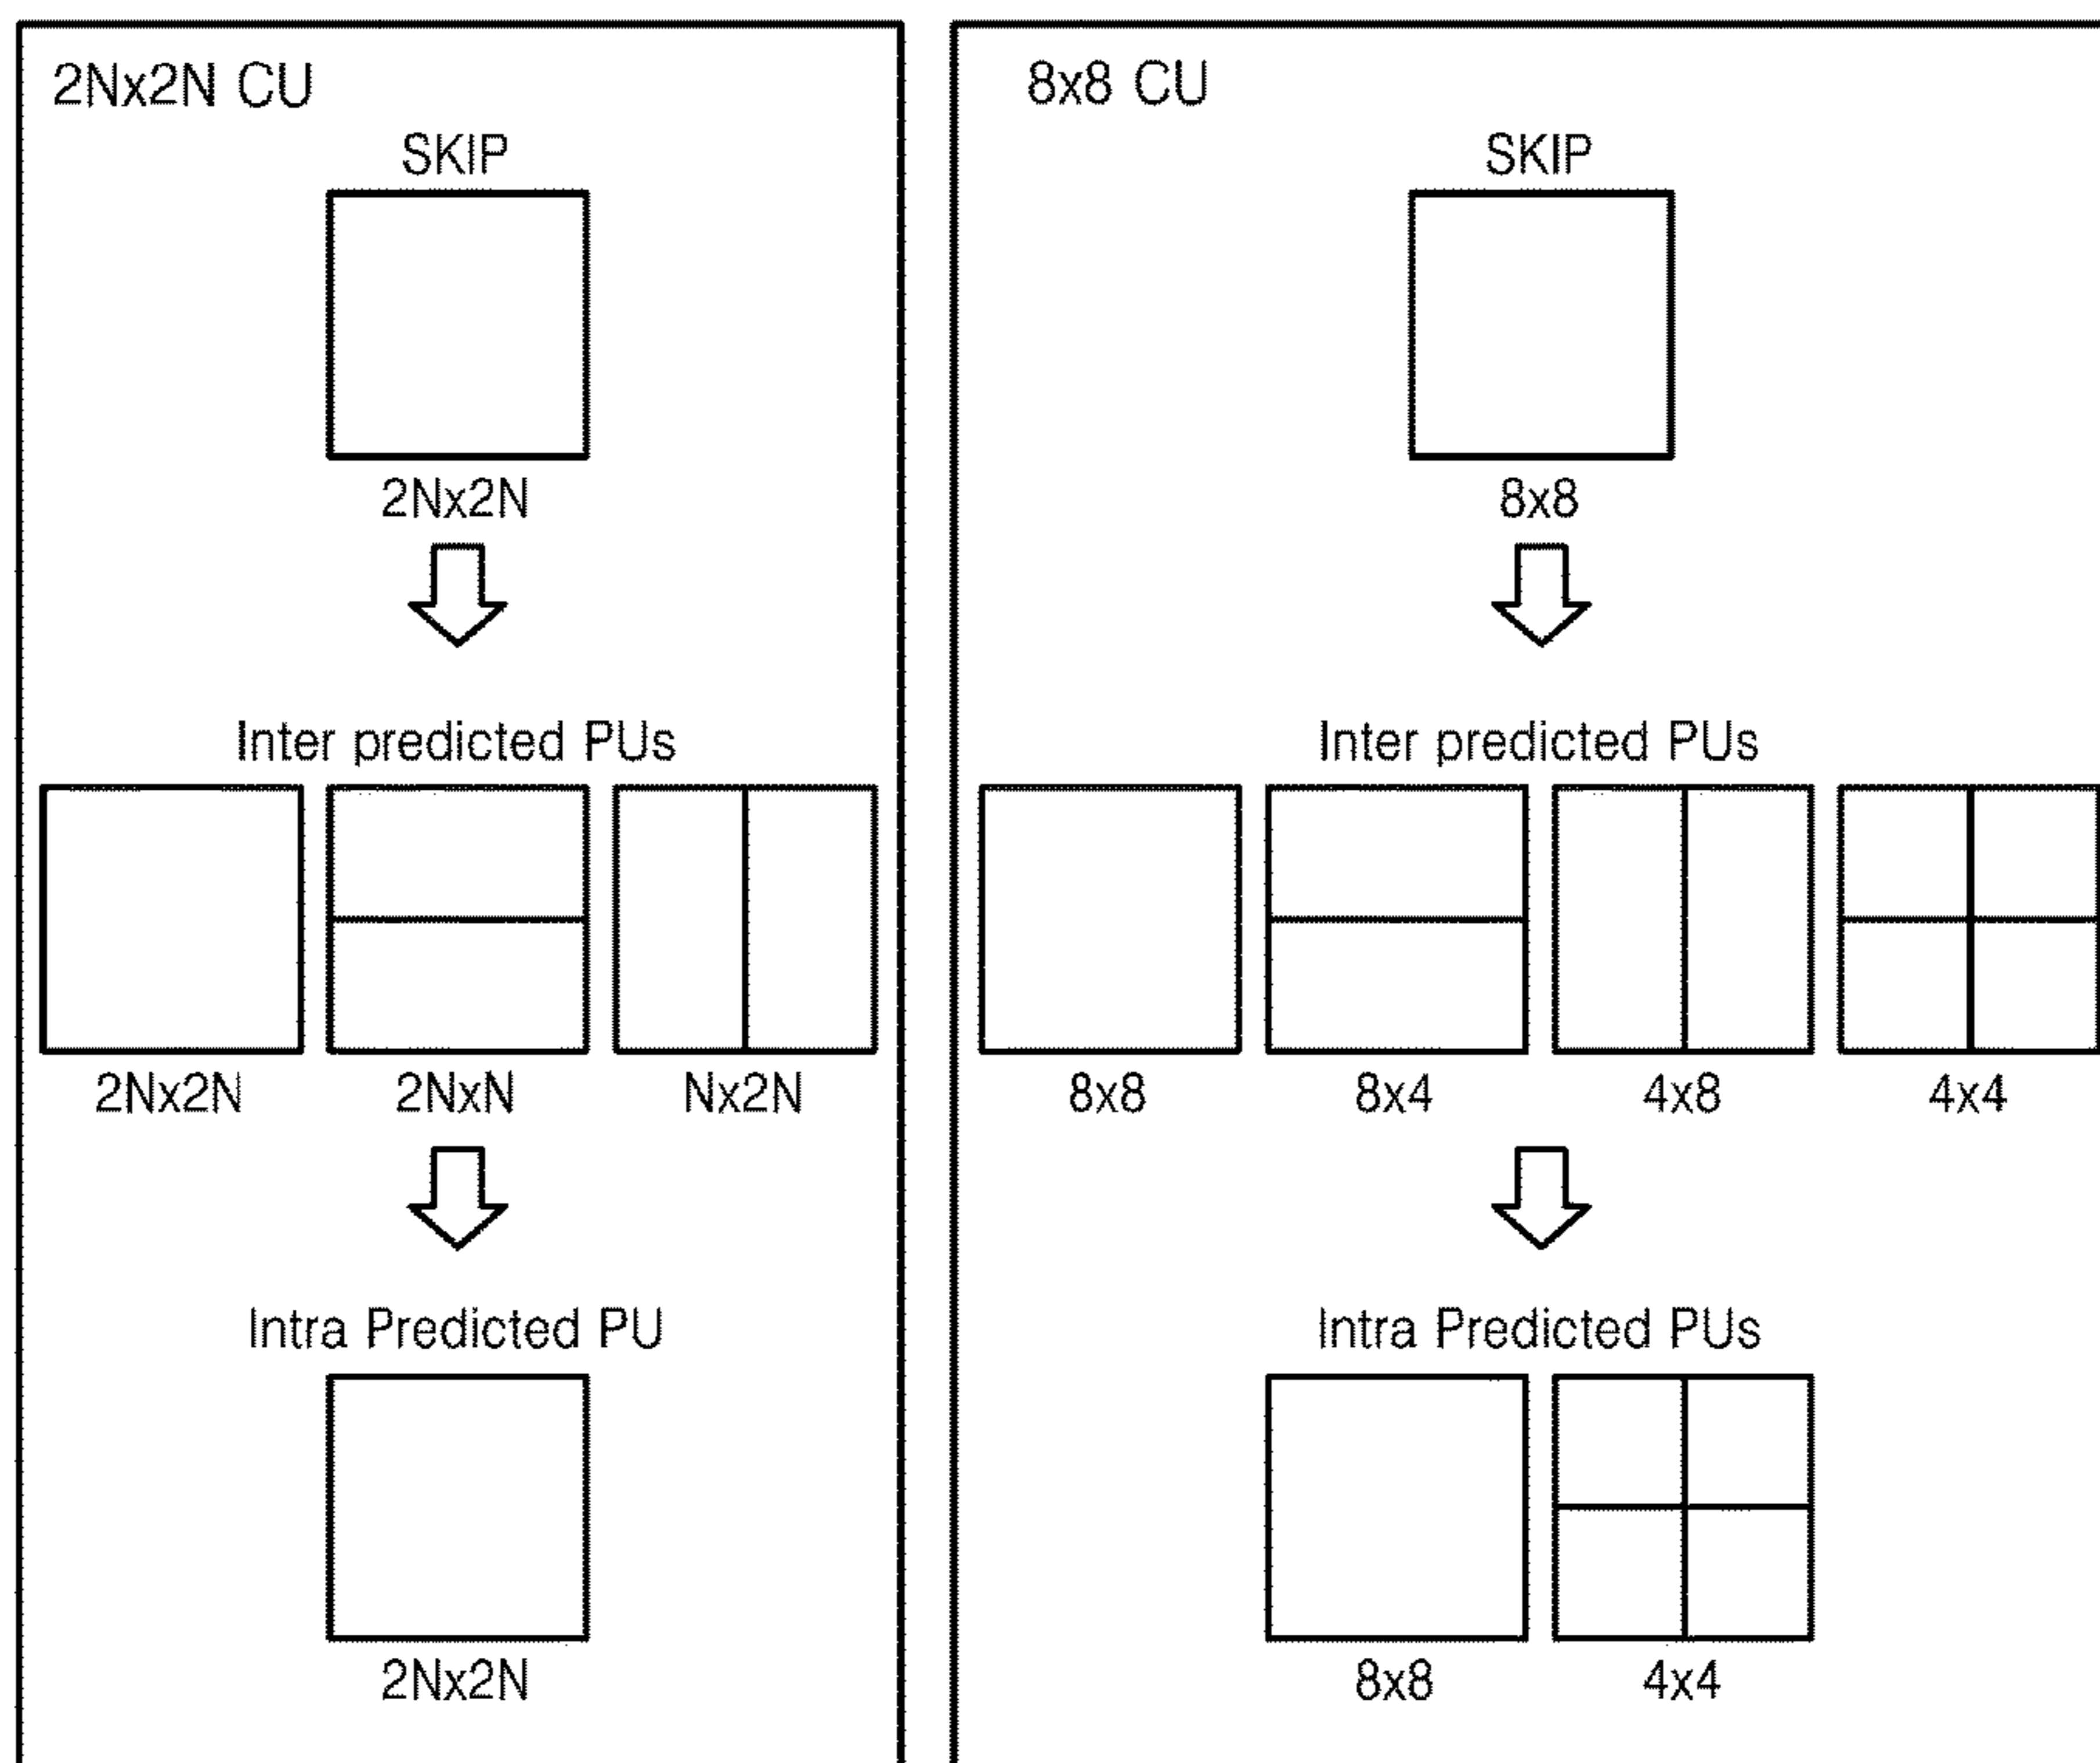 2Nx2N CU
SKIP
2Nx2N
Inter predicted PUs
2Nx2N 2NxN Nx2N
Intra Predicted PU
2Nx2N
8x8 CU
SKIP
8x8
Inter predicted PUs
8x8 8x4 4x8 4x4
Intra Predicted PUs
8x8 4x4